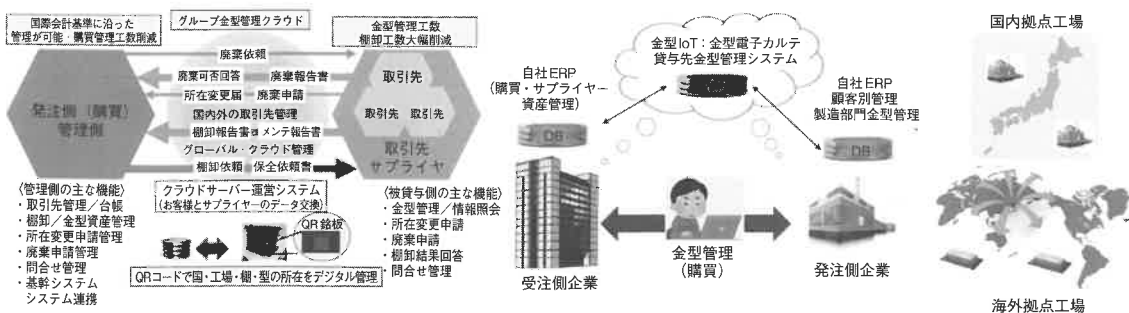 国際会計基準に沿った
管理が可能・購買管理工数削減
グループ金型管理クラウド
金型管理工数
棚卸工数大幅削減
廃棄依頼
廃棄可否回答
廃棄報告書
所在変更届
廃棄申請
国内外の取引先管理
棚卸報告書
メンテ報告書
グローバル・クラウド管理
棚卸依頼
保全依頼書
発注側（購買）
管理側
取引先
取引先
取引先
取引先
サプライヤ
〈管理側の主な機能〉
・取引先管理／台帳
・棚卸／金型資産管理
・所在変更申請管理
・廃棄申請管理
・問合せ管理
・基幹システム
システム連携
クラウドサーバー運営システム
（お客様とサプライヤーのデータ交換）
QR銘板
QRコードで国・工場・棚・型の所在をデジタル管理
〈被貸与側の主な機能〉
・金型管理／情報照会
・所在変更申請
・廃棄申請
・棚卸結果回答
・問合せ管理
金型IoT：金型電子カルテ
貸与先金型管理システム
自社ERP
（購買・サプライヤー
資産管理）
DB
自社ERP
顧客別管理
製造部門金型管理
DB
受注側企業
金型管理
（購買）
発注側企業
国内拠点工場
海外拠点工場